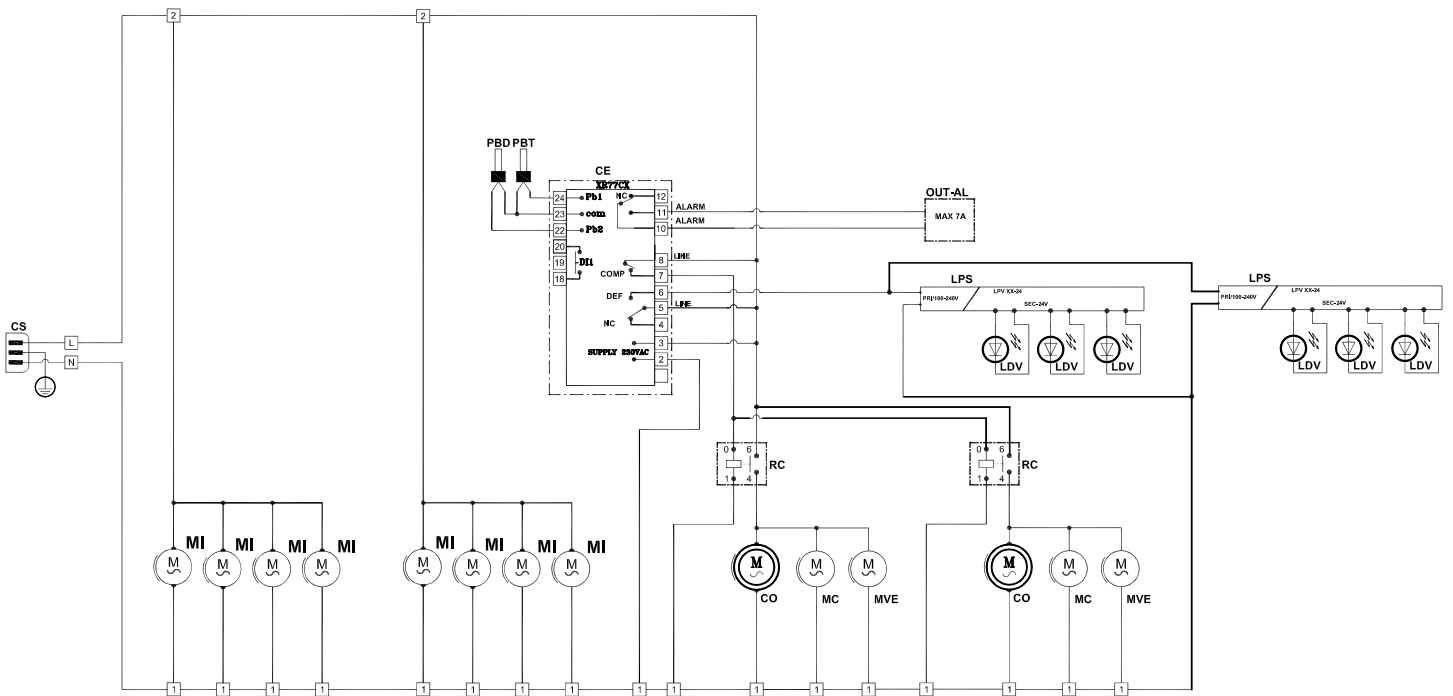 2
2
PBD PBT
CE
XR77CX
24 Pb1 NC 12
23 com 11 ALARM
22 Pb2 10 ALARM
OUT-AL
MAX 7A
20
19 DI1
18
8 LINE
COMP 7
DEF 6
5 LINE
NC 4
3
SUPPLY 230VAC
2
LPS
LPV XX-24
PRI/100-240V
SEC-24V
LDV LDV LDV
LPS
LPV XX-24
PRI/100-240V
SEC-24V
LDV LDV LDV
CS
L
N
0 6
RC
1 4
0 6
RC
1 4
M MI
M MI
M MI
M MI
M MI
M MI
M MI
M MI
M
CO
M
MC
M
MVE
M
CO
M
MC
M
MVE
1 1 1 1 1 1 1 1 1 1 1 1 1 1 1 1 1